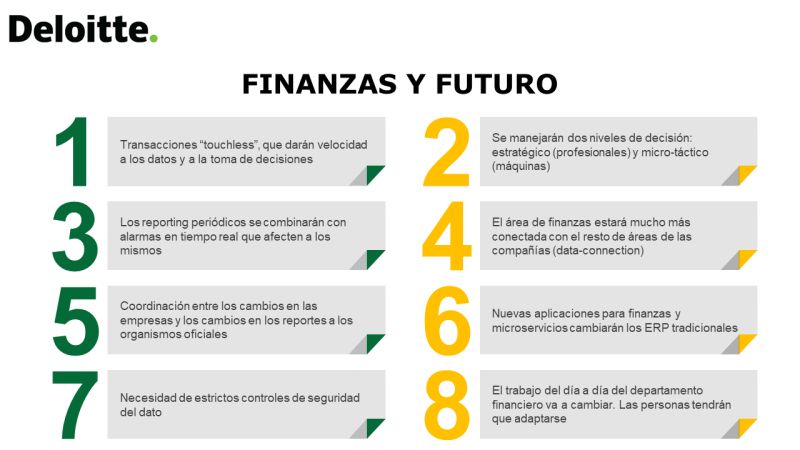 Deloitte.
FINANZAS Y FUTURO
1
Transacciones “touchless”, que darán velocidad
a los datos y a la toma de decisiones
2
Se manejarán dos niveles de decisión:
estratégico (profesionales) y micro-táctico
(máquinas)
3
Los reporting periódicos se combinarán con
alarmas en tiempo real que afecten a los
mismos
4
El área de finanzas estará mucho más
conectada con el resto de áreas de las
compañías (data-connection)
5
Coordinación entre los cambios en las
empresas y los cambios en los reportes a los
organismos oficiales
6
Nuevas aplicaciones para finanzas y
microservicios cambiarán los ERP tradicionales
7
Necesidad de estrictos controles de seguridad
del dato
8
El trabajo del día a día del departamento
financiero va a cambiar. Las personas tendrán
que adaptarse